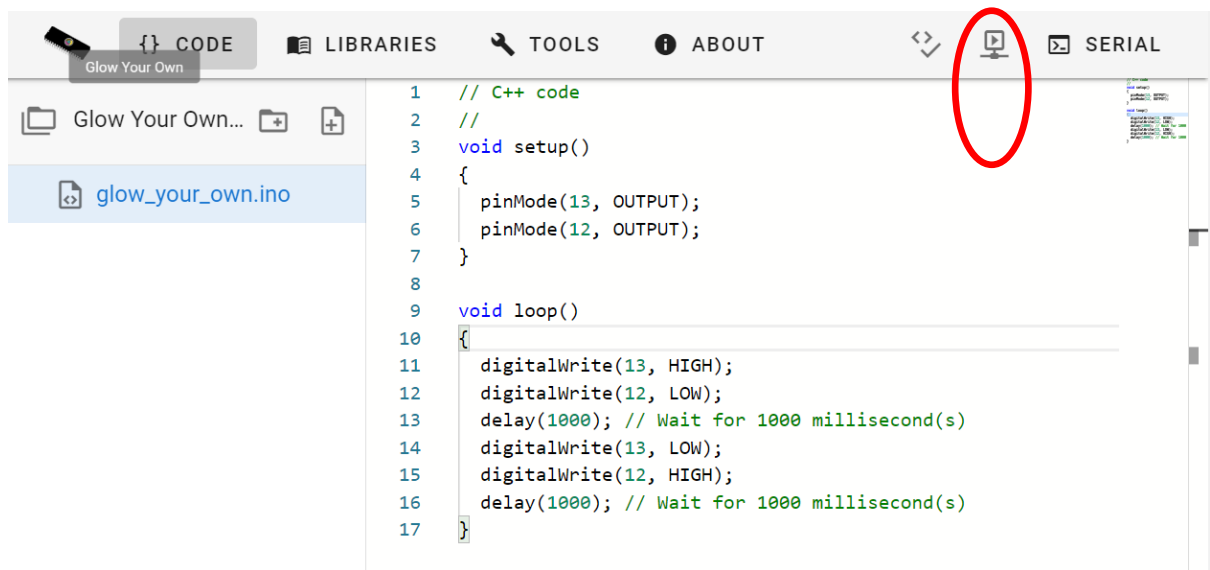 {} CODE LIBRARIES TOOLS ABOUT SERIAL
Glow Your Own
Glow Your Own...
glow_your_own.ino
1 // C++ code
2 //
3 void setup()
4 {
5 pinMode(13, OUTPUT);
6 pinMode(12, OUTPUT);
7 }
8
9 void loop()
10 {
11 digitalWrite(13, HIGH);
12 digitalWrite(12, LOW);
13 delay(1000); // Wait for 1000 millisecond(s)
14 digitalWrite(13, LOW);
15 digitalWrite(12, HIGH);
16 delay(1000); // Wait for 1000 millisecond(s)
17 }